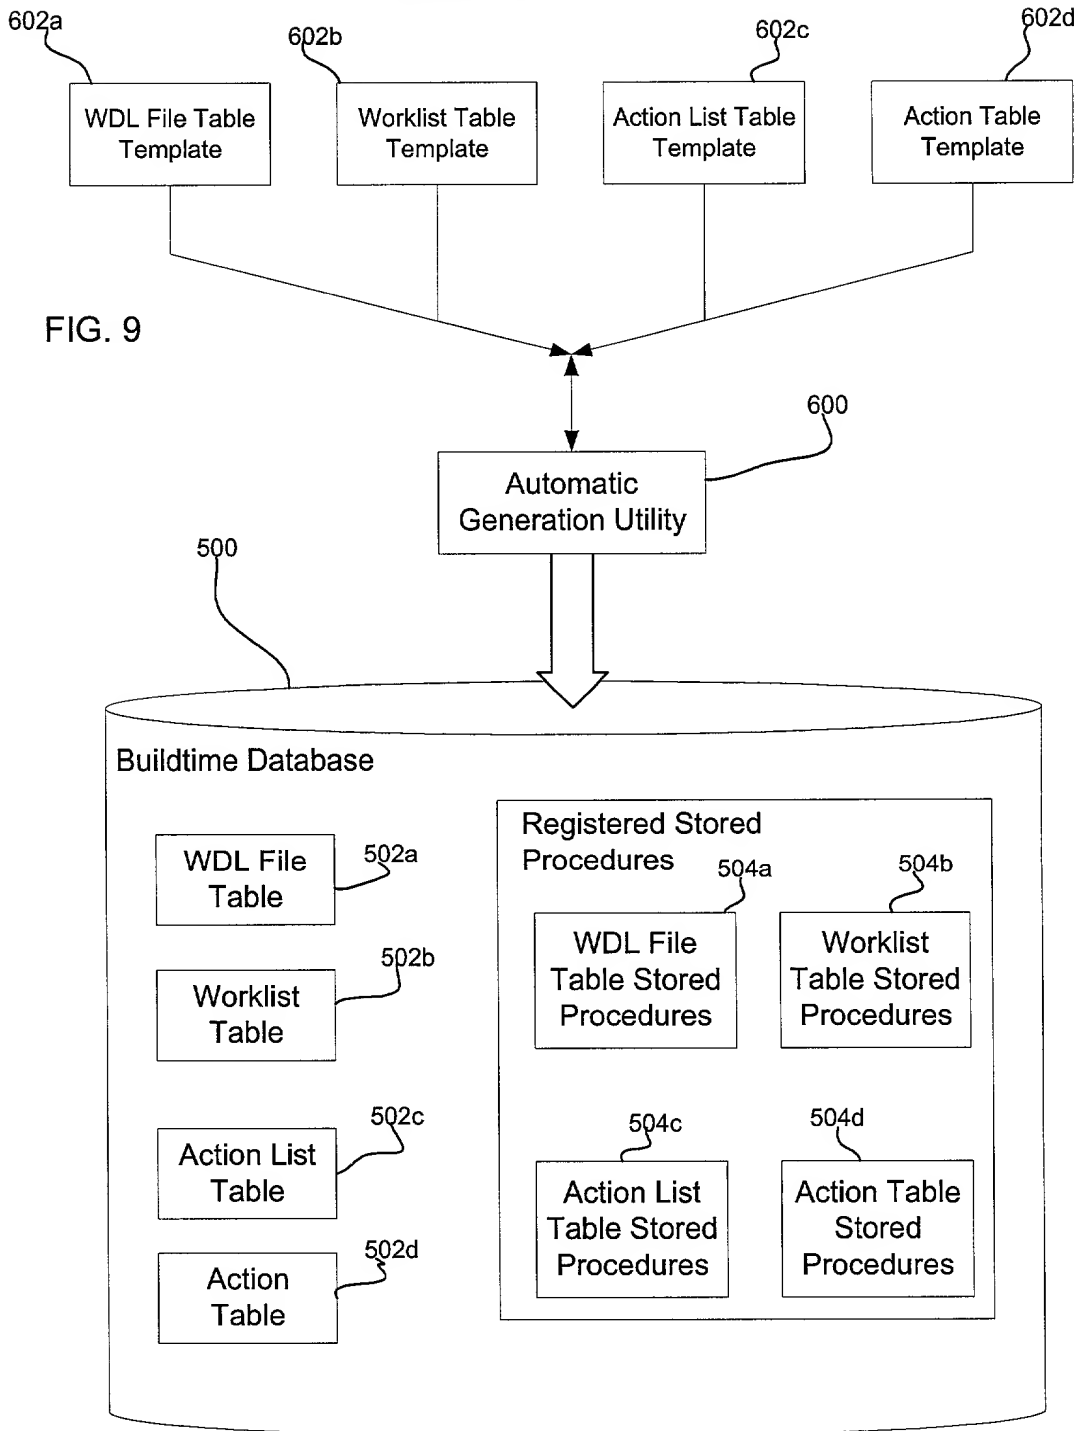 602a
602b
602c
602d
WDL File Table
Template
Worklist Table
Template
Action List Table
Template
Action Table
Template
FIG. 9
600
Automatic
Generation Utility
500
Buildtime Database
WDL File
Table
502a
Worklist
Table
502b
Action List
Table
502c
Action
Table
502d
Registered Stored
Procedures
504a
504b
WDL File
Table Stored
Procedures
Worklist
Table Stored
Procedures
504c
504d
Action List
Table Stored
Procedures
Action Table
Stored
Procedures